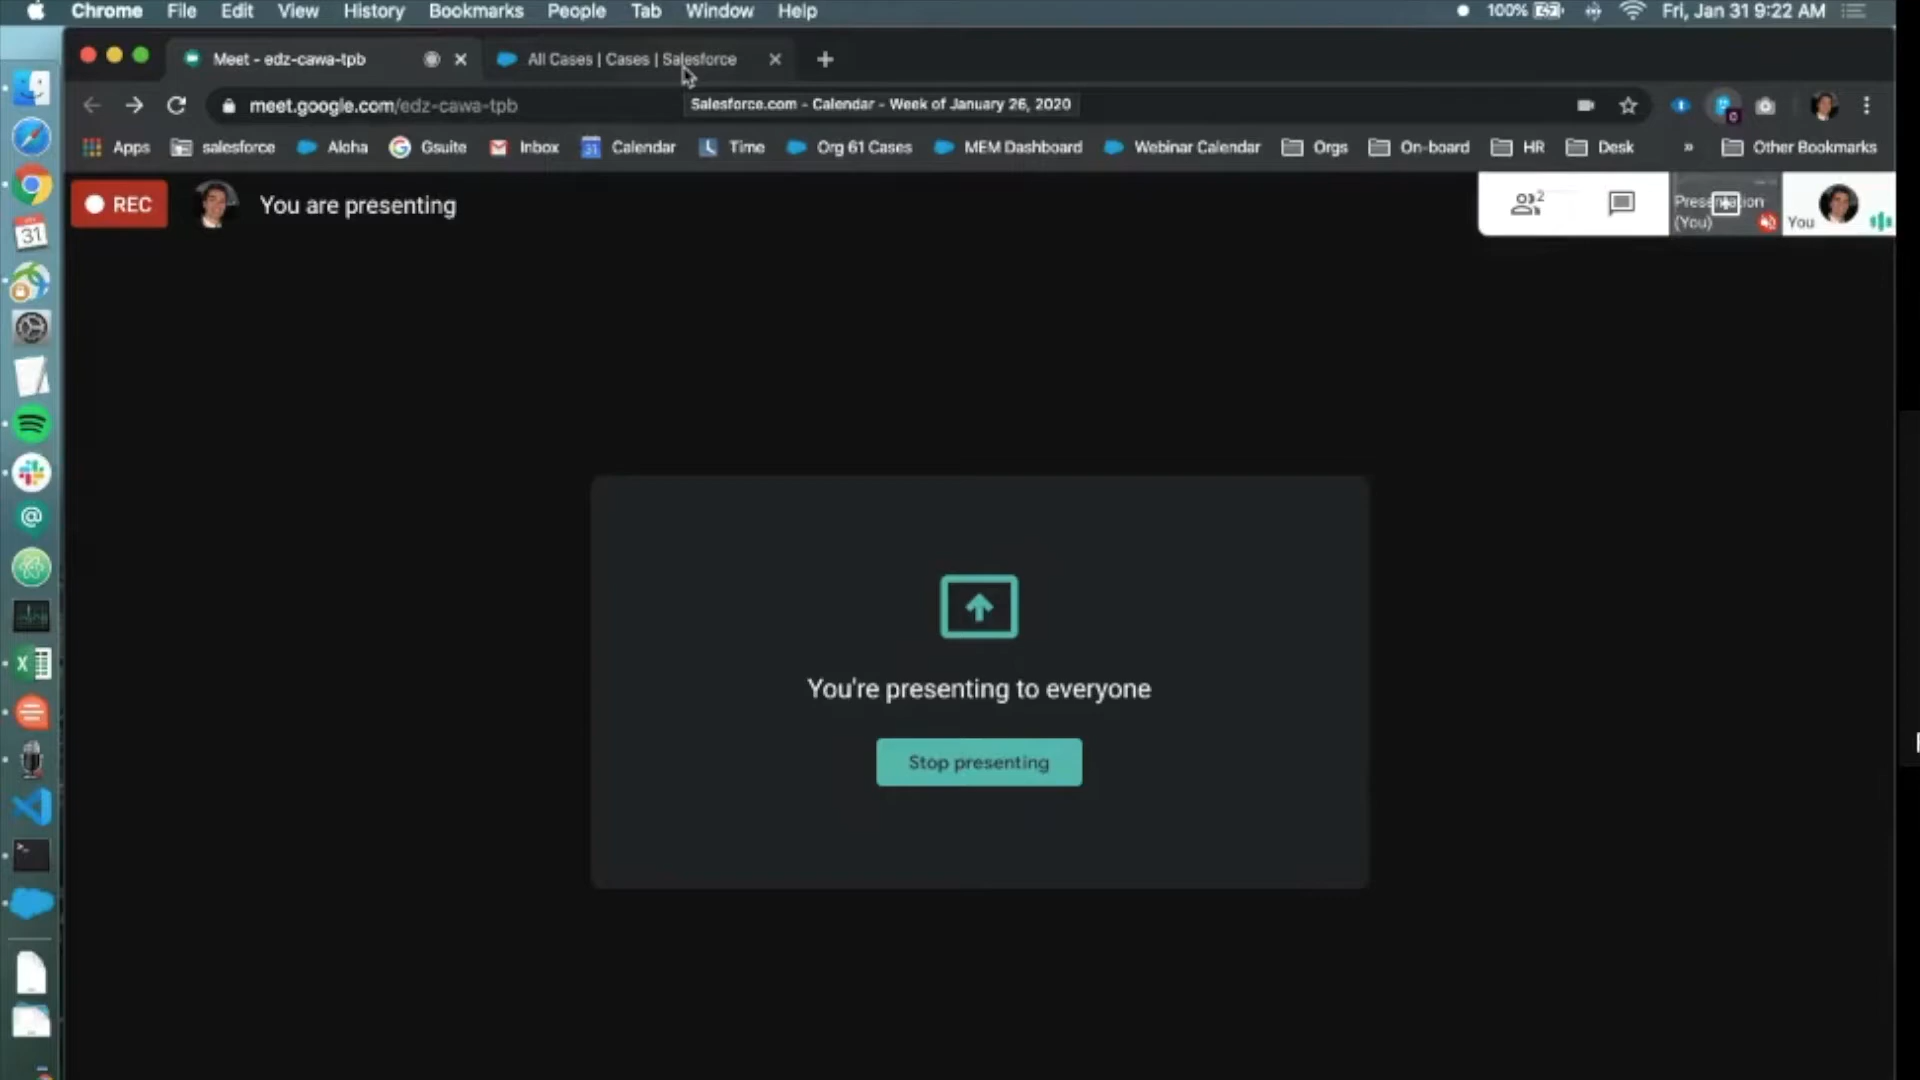 Chrome File Edit View History Bookmarks People Tab Window Help
100% Fri, Jan 31 9:22 AM
Meet - edz-cawa-tpb
All Cases | Cases | Salesforce
meet.google.com/edz-cawa-tpb
Salesforce.com - Calendar - Week of January 26, 2020
Apps salesforce Aloha Gsuite Inbox Calendar Time Org 61 Cases MEM Dashboard Webinar Calendar Orgs On-board HR Desk » Other Bookmarks
REC
You are presenting
2
Presentation
(You)
You
31
You're presenting to everyone
Stop presenting